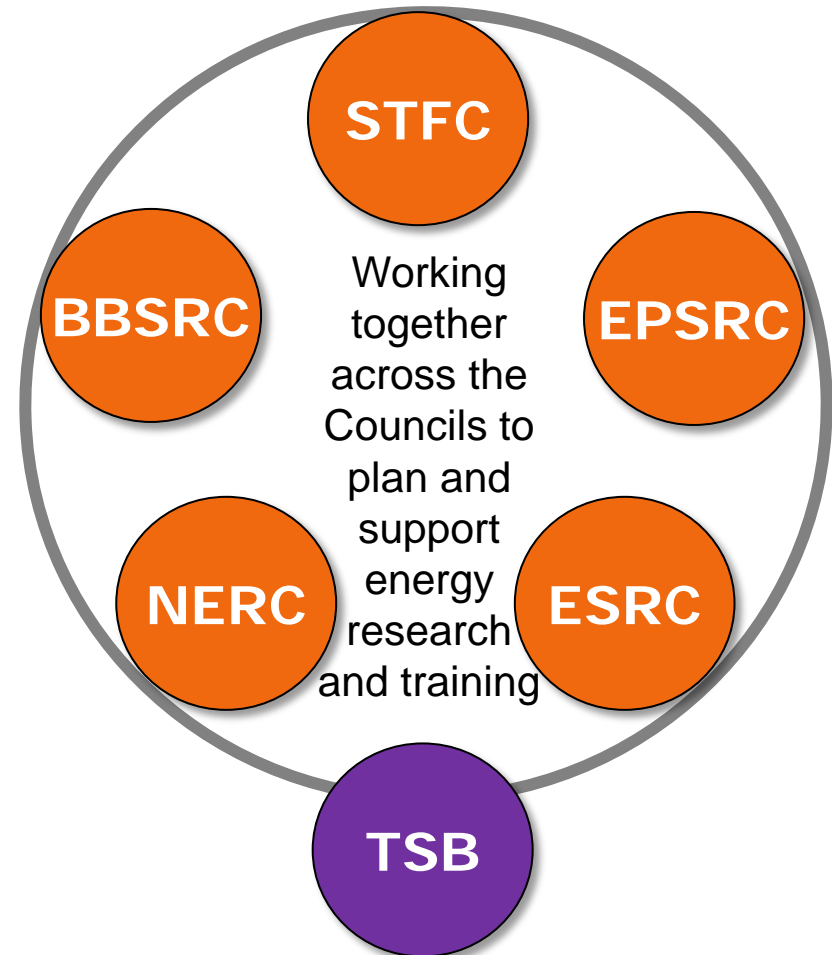 STFC
BBSRC
EPSRC
Working
together
across the
Councils to
plan and
support
energy
research
and training
NERC
ESRC
TSB